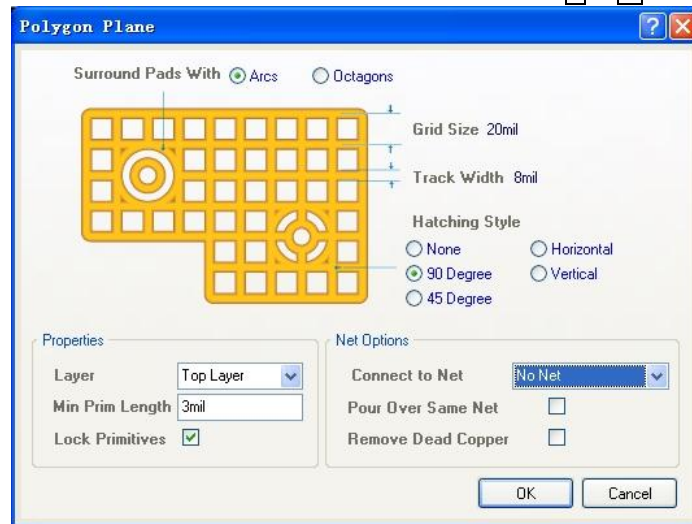 Polygon Plane
Surround Pads With Arcs Octagons
Grid Size 20mil
Track Width 8mil
Hatching Style
None Horizontal
90 Degree Vertical
45 Degree
Properties
Layer Top Layer
Min Prim Length 3mil
Lock Primitives
Net Options
Connect to Net No Net
Pour Over Same Net
Remove Dead Copper
OK Cancel